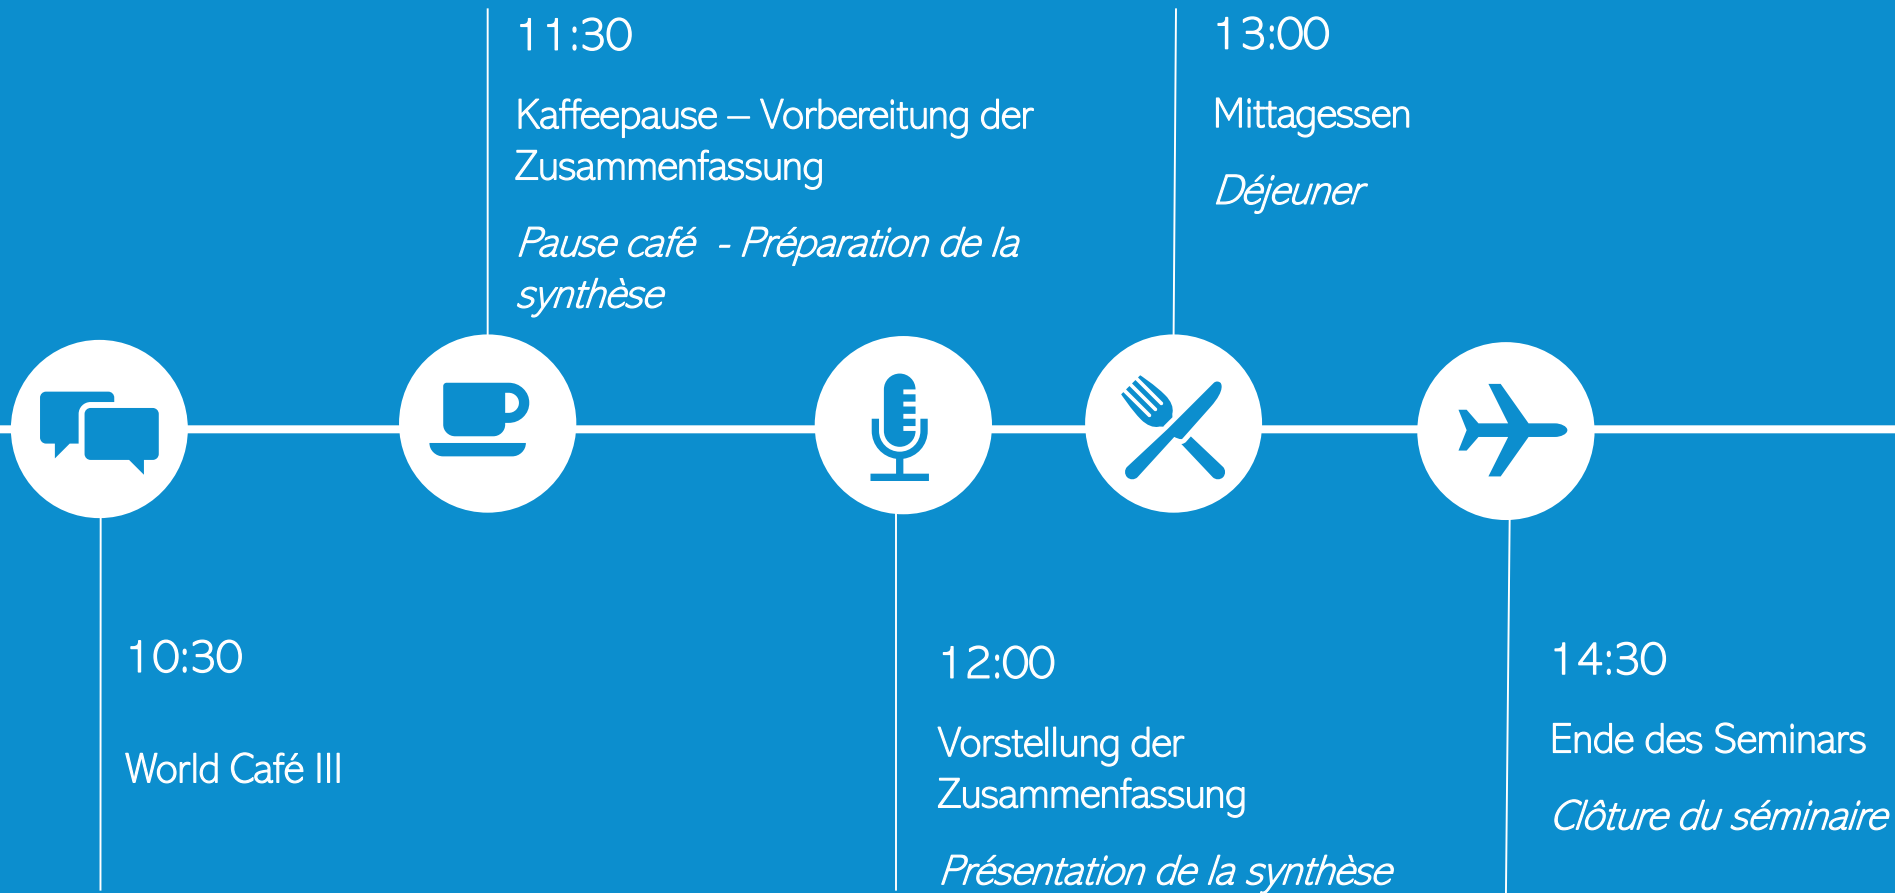 11:30
Kaffeepause – Vorbereitung der
Zusammenfassung
Pause café  - Préparation de la
synthèse
13:00
Mittagessen
Déjeuner
10:30
World Café III
12:00
Vorstellung der
Zusammenfassung
Présentation de la synthèse
14:30
Ende des Seminars
Clôture du séminaire